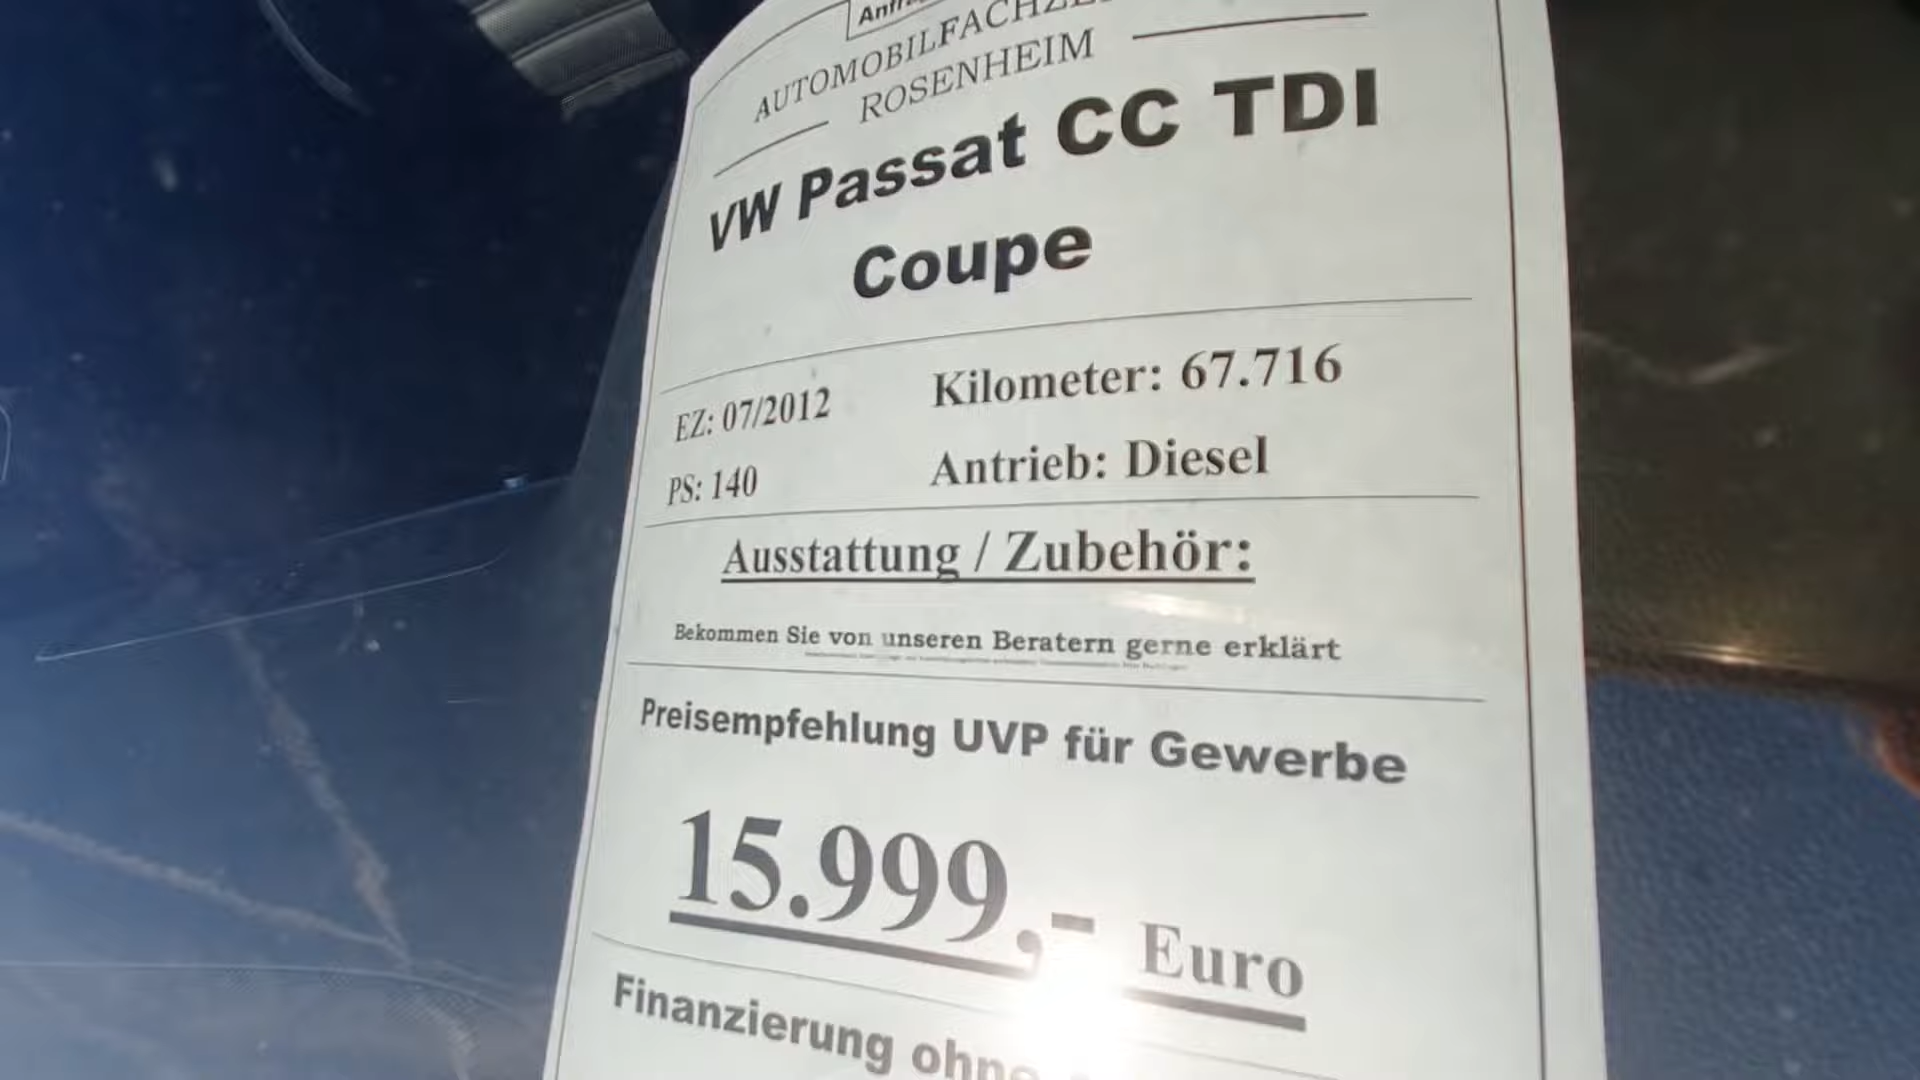 AUTOMOBILFACHZE
ROSENHEIM
VW Passat CC TDI
Coupe
EZ: 07/2012 Kilometer: 67.716
PS: 140 Antrieb: Diesel
Ausstattung / Zubehör:
Bekommen Sie von unseren Beratern gerne erklärt
Preisempfehlung UVP für Gewerbe
15.999,- Euro
Finanzierung ohne